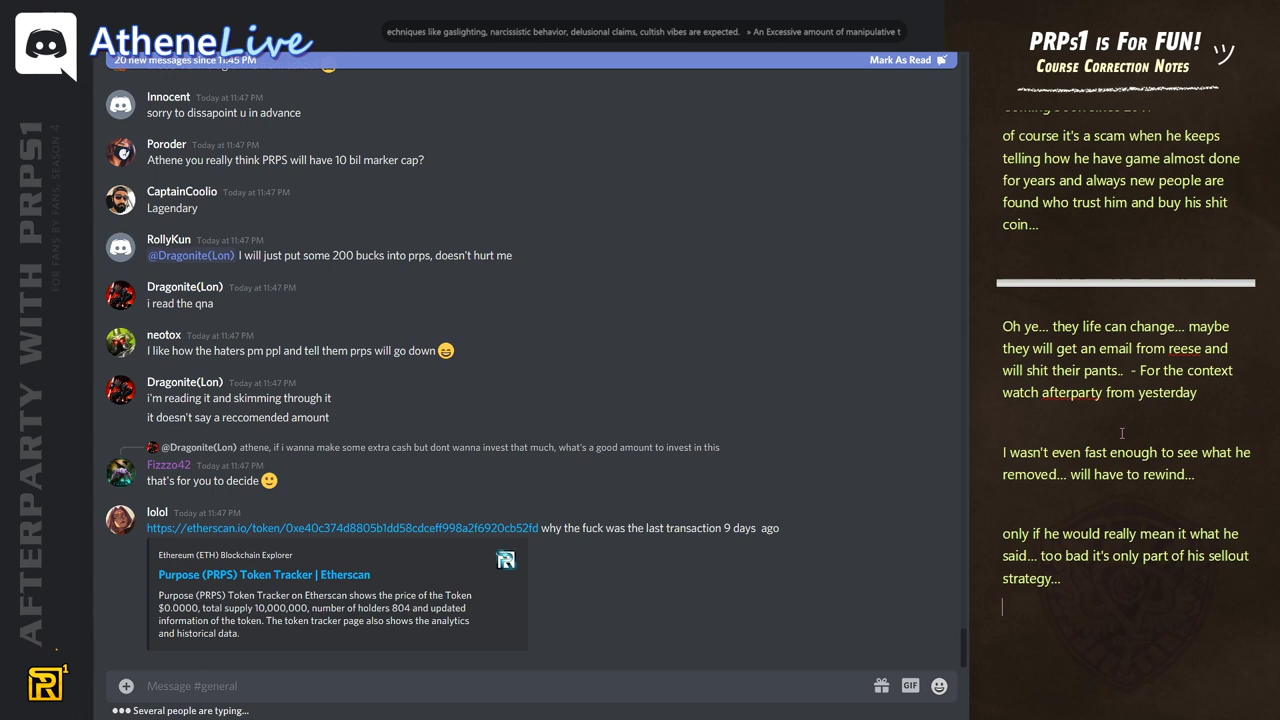 AtheneLive
echniques like gaslighting, narcissistic behavior, delusional claims, cultish vibes are expected.   » An Excessive amount of manipulative t
20 new messages since 11:45 PM
Mark As Read
Innocent Today at 11:47 PM
sorry to dissapoint u in advance
Poroder Today at 11:47 PM
Athene you really think PRPS will have 10 bil marker cap?
CaptainCoolio Today at 11:47 PM
Lagendary
RollyKun Today at 11:47 PM
@Dragonite(Lon) I will just put some 200 bucks into prps, doesn't hurt me
Dragonite(Lon) Today at 11:47 PM
i read the qna
neotox Today at 11:47 PM
I like how the haters pm ppl and tell them prps will go down
Dragonite(Lon) Today at 11:47 PM
i'm reading it and skimming through it
it doesn't say a reccomended amount
@Dragonite(Lon) athene, if i wanna make some extra cash but dont wanna invest that much, what's a good amount to invest in this
Fizzzo42 Today at 11:47 PM
that's for you to decide
lolol Today at 11:47 PM
https://etherscan.io/token/0xe40c374d8805b1dd58cdceff998a2f6920cb52fd why the fuck was the last transaction 9 days  ago
Ethereum (ETH) Blockchain Explorer
Purpose (PRPS) Token Tracker | Etherscan
Purpose (PRPS) Token Tracker on Etherscan shows the price of the Token
$0.0000, total supply 10,000,000, number of holders 804 and updated
information of the token. The token tracker page also shows the analytics
and historical data.
Message #general
GIF
Several people are typing...
AFTERPARTY WITH PRPS1
FOR FANS BY FANS, SEASON 4
R1
PRPs1 is For FUN!
Course Correction Notes
of course it's a scam when he keeps
telling how he have game almost done
for years and always new people are
found who trust him and buy his shit
coin...
Oh ye... they life can change... maybe
they will get an email from reese and
will shit their pants..  - For the context
watch afterparty from yesterday
I wasn't even fast enough to see what he
removed... will have to rewind...
only if he would really mean it what he
said... too bad it's only part of his sellout
strategy...